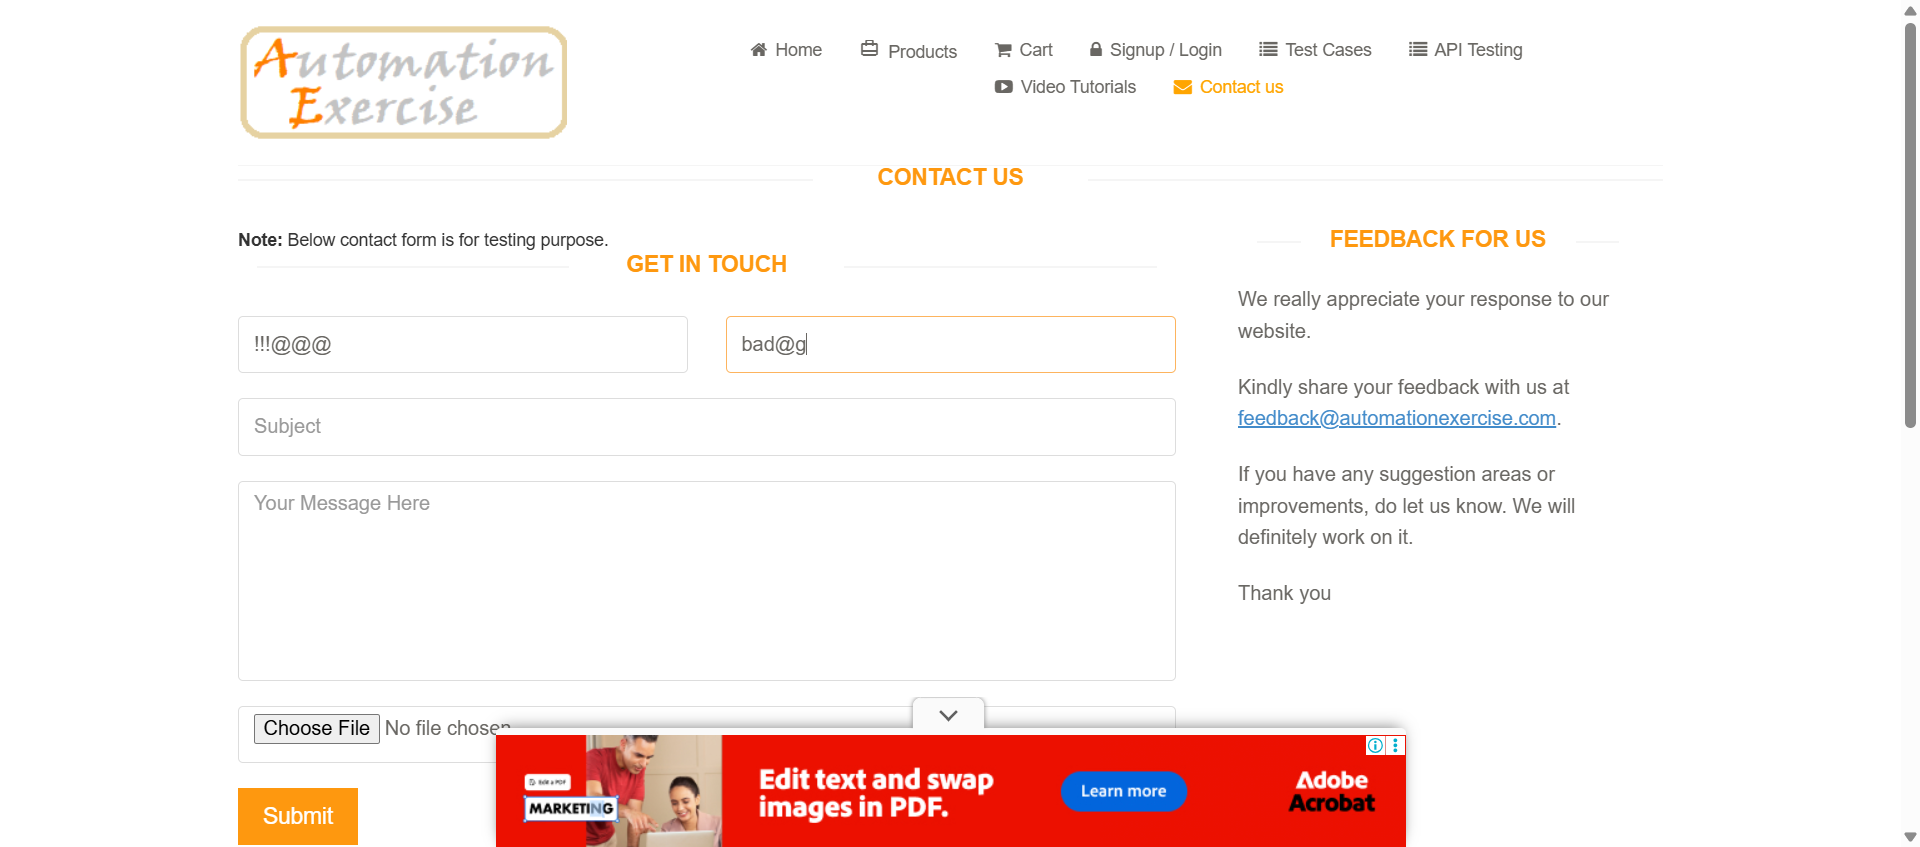 Automation
Exercise
Home
Products
Cart
Signup / Login
Test Cases
API Testing
Video Tutorials
Contact us
CONTACT US
Note: Below contact form is for testing purpose.
GET IN TOUCH
!!!@@@
bad@g
Subject
Your Message Here
Choose File No file chosen
Submit
FEEDBACK FOR US
We really appreciate your response to our
website.
Kindly share your feedback with us at
feedback@automationexercise.com.
If you have any suggestion areas or
improvements, do let us know. We will
definitely work on it.
Thank you
Edit a PDF
MARKETING
Edit text and swap
images in PDF.
Learn more
Adobe
Acrobat